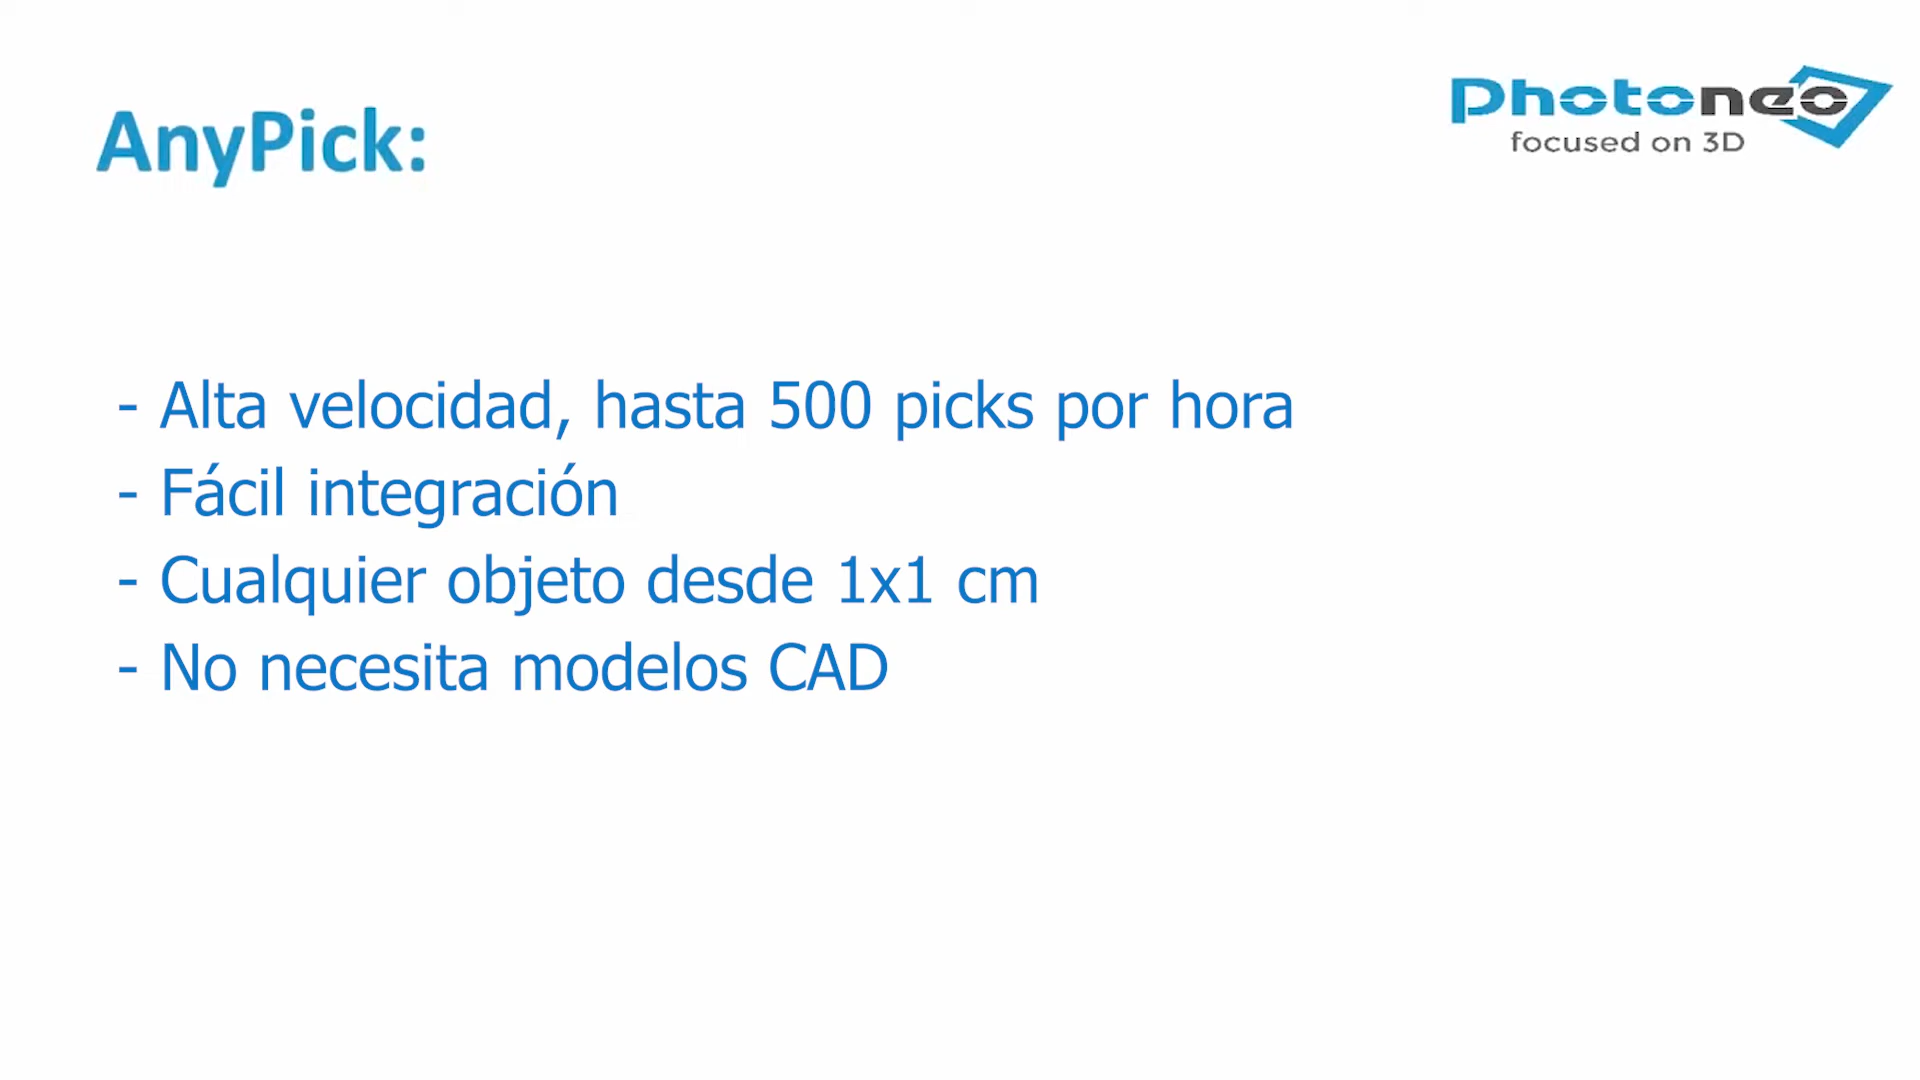 AnyPick:
Photoneo
focused on 3D
- Alta velocidad, hasta 500 picks por hora
- Fácil integración
- Cualquier objeto desde 1x1 cm
- No necesita modelos CAD